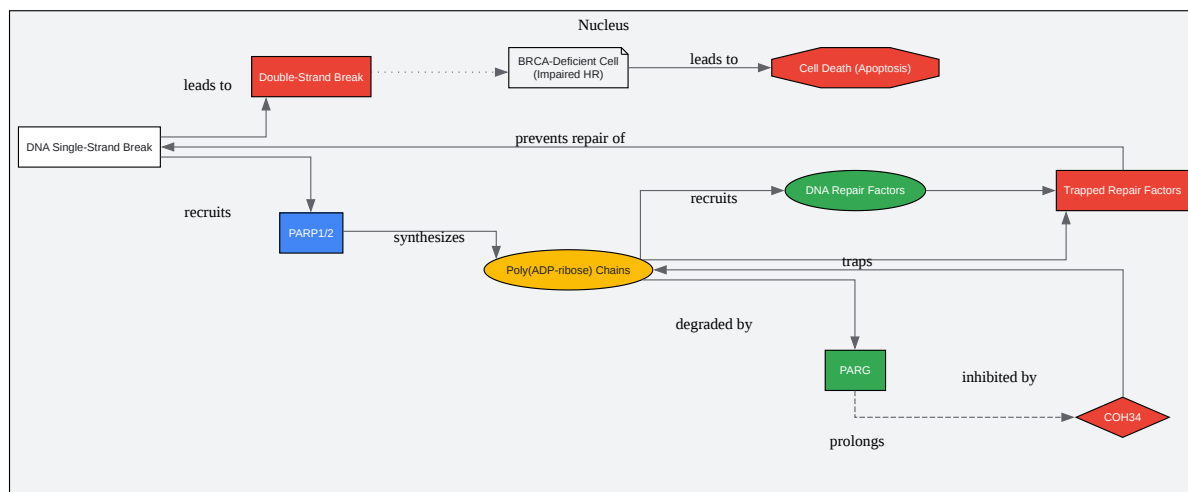 Nucleus
BRCA-Deficient Cell
(Impaired HR)
leads to
Cell Death (Apoptosis)
Double-Strand Break
leads to
prevents repair of
DNA Single-Strand Break
recruits
DNA Repair Factors
Trapped Repair Factors
recruits
PARP1/2
synthesizes
traps
Poly(ADP-ribose) Chains
degraded by
PARG
inhibited by
COH34
prolongs